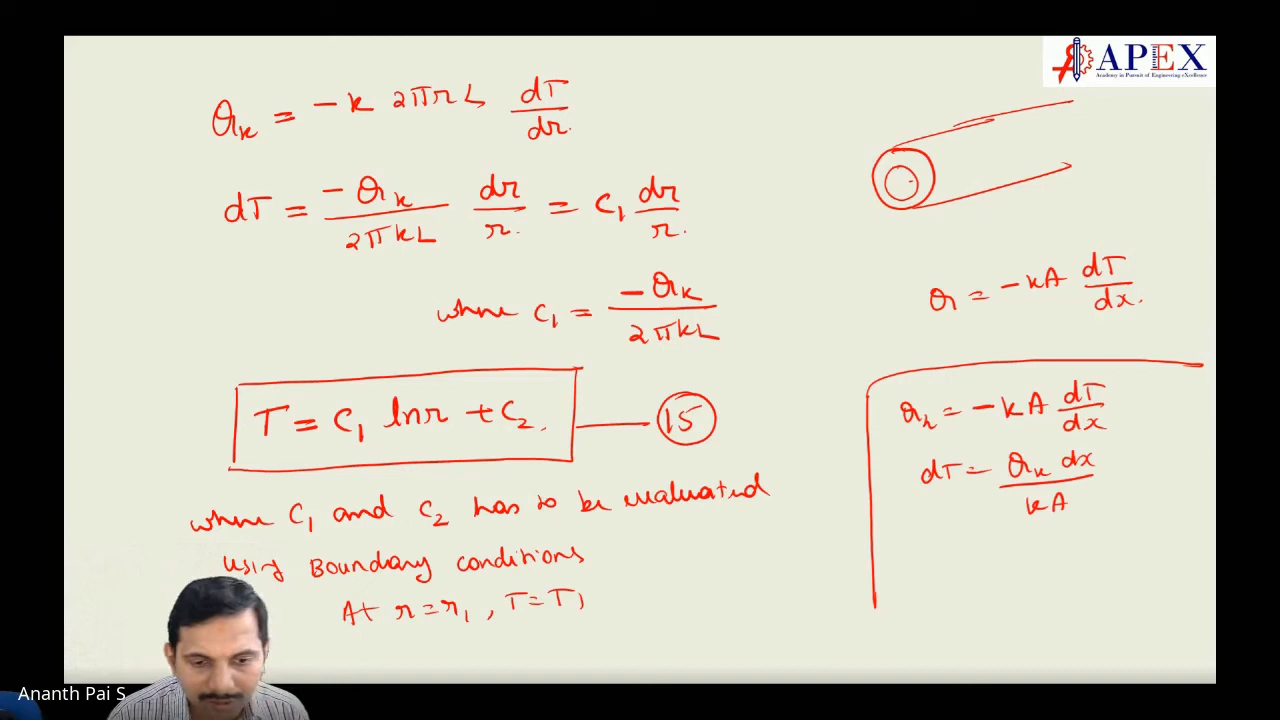 APEX
Academy in Pursuit of Engineering eXcellence
Qk = -k 2πrL dT/dr.
dT = -Qk/2πkL dr/r. = C1 dr/r.
where C1 = -Qk/2πkL
T = C1 lnr + C2. 15
where C1 and C2 has to be evaluated
using Boundary conditions
At r = r1, T = T1
Q = -kA dT/dx.
Qk = -kA dT/dx
dT = Qk dx/kA
Ananth Pai S